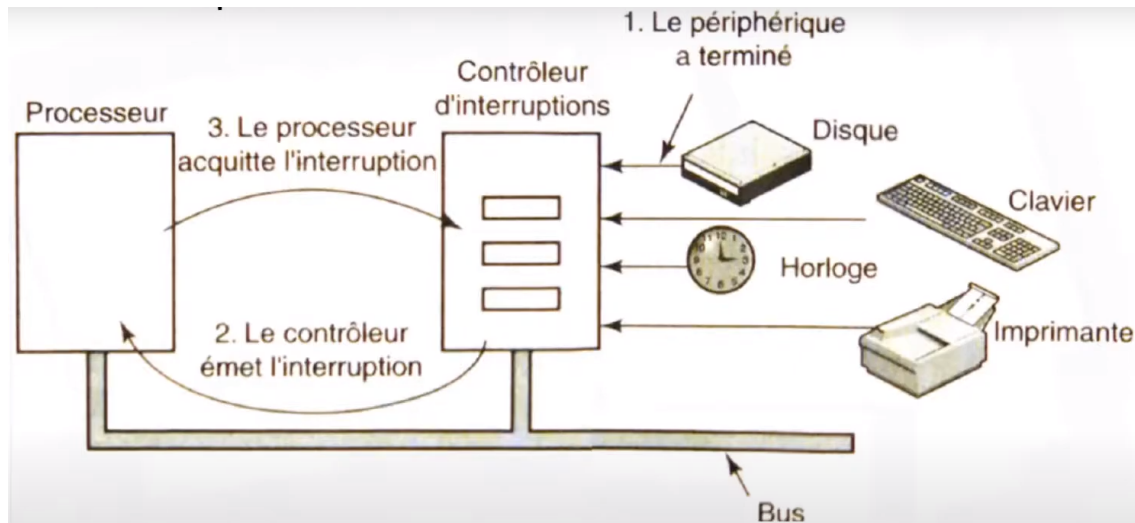 1. Le périphérique
a terminé
Contrôleur
d'interruptions
Processeur
3. Le processeur
acquitte l'interruption
Disque
Clavier
Horloge
2. Le contrôleur
émet l'interruption
Imprimante
Bus